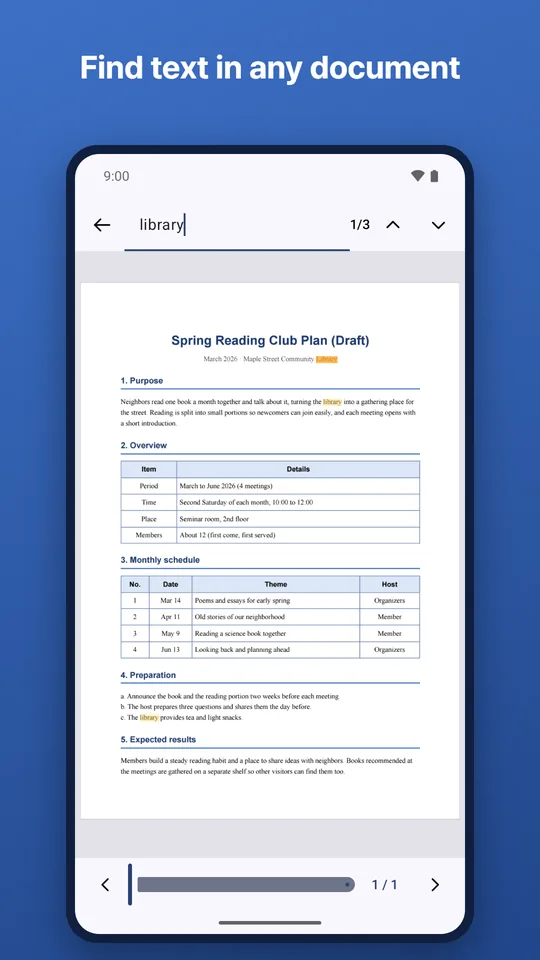 Find text in any document
9:00
library
1/3
Spring Reading Club Plan (Draft)
March 2026 · Maple Street Community Library
1. Purpose
Neighbors read one book a month together and talk about it, turning the library into a gathering place for
the street. Reading is split into small portions so newcomers can join easily, and each meeting opens with
a short introduction.
2. Overview
Item Details
Period March to June 2026 (4 meetings)
Time Second Saturday of each month, 10:00 to 12:00
Place Seminar room, 2nd floor
Members About 12 (first come, first served)
3. Monthly schedule
No. Date Theme Host
1 Mar 14 Poems and essays for early spring Organizers
2 Apr 11 Old stories of our neighborhood Member
3 May 9 Reading a science book together Member
4 Jun 13 Looking back and planning ahead Organizers
4. Preparation
a. Announce the book and the reading portion two weeks before each meeting.
b. The host prepares three questions and shares them the day before.
c. The library provides tea and light snacks.
5. Expected results
Members build a steady reading habit and a place to share ideas with neighbors. Books recommended at
the meetings are gathered on a separate shelf so other visitors can find them too.
1 / 1